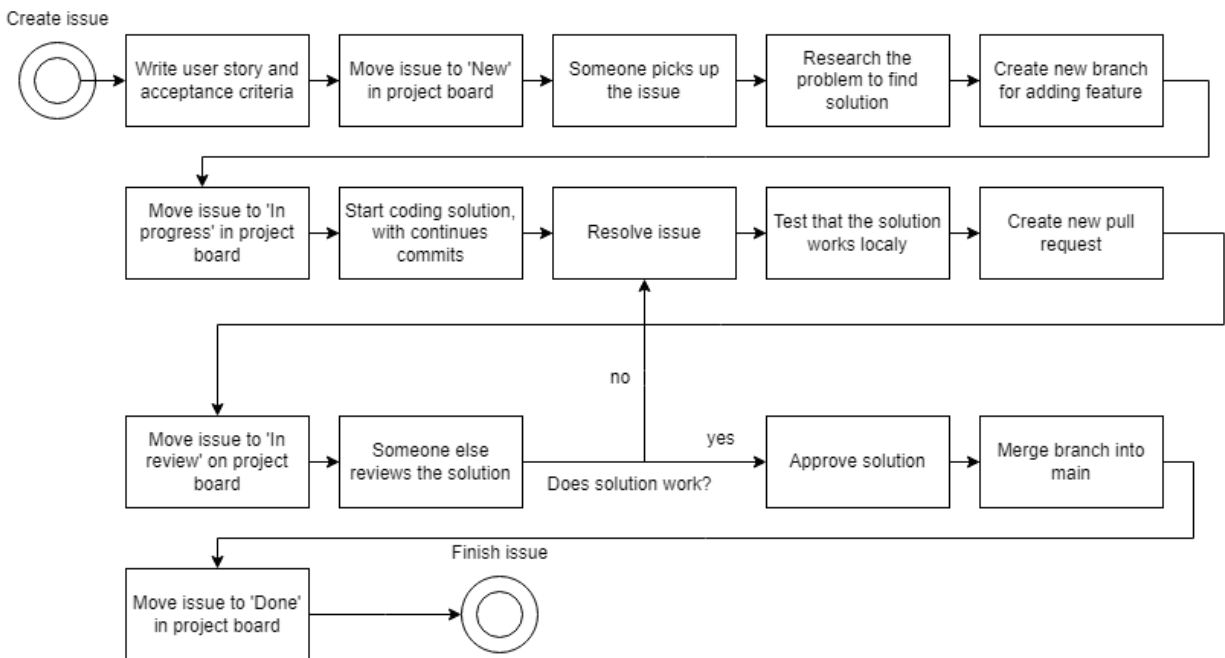 Create issue
Write user story and
acceptance criteria
Move issue to 'New'
in project board
Someone picks up
the issue
Research the
problem to find
solution
Create new branch
for adding feature
Move issue to 'In
progress' in project
board
Start coding solution,
with continues
commits
Resolve issue
Test that the solution
works localy
Create new pull
request
no
Move issue to 'In
review' on project
board
Someone else
reviews the solution
yes
Does solution work?
Approve solution
Merge branch into
main
Finish issue
Move issue to 'Done'
in project board